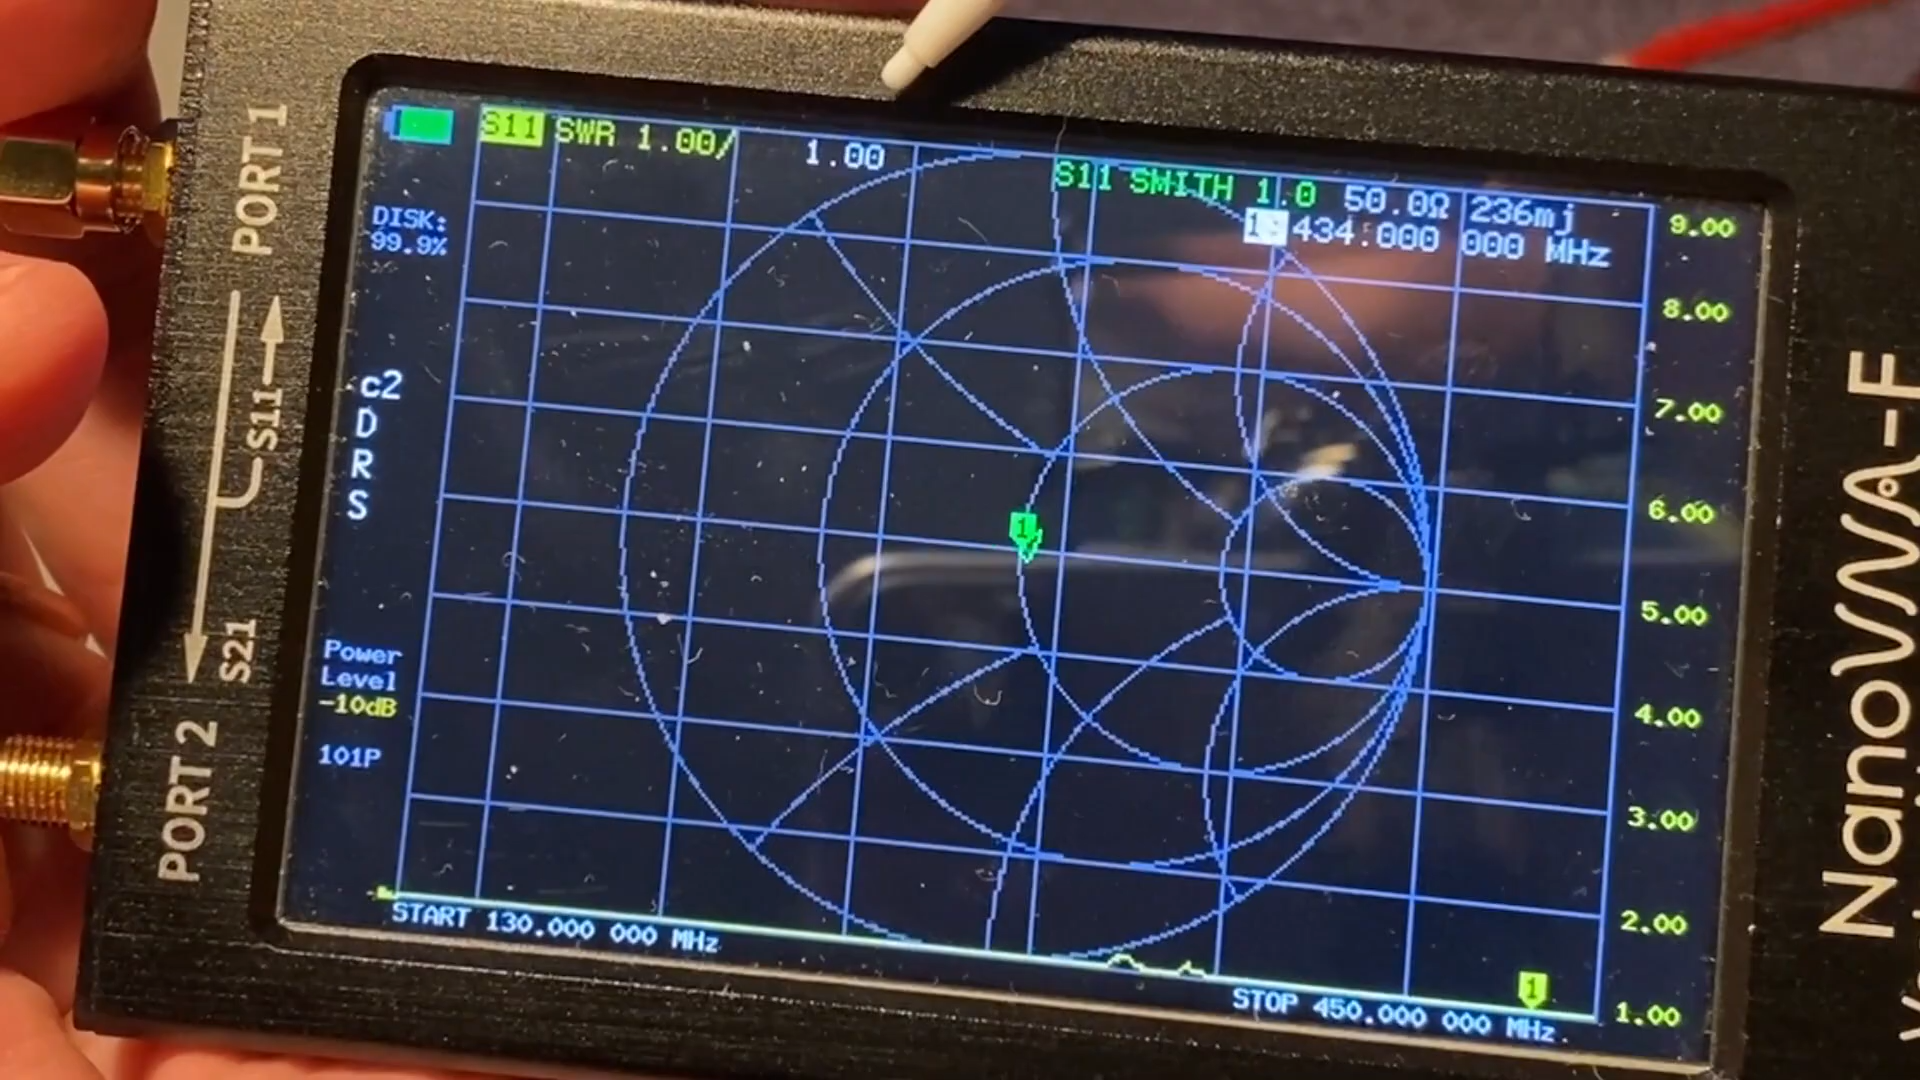 S11 SWR 1.00/ 1.00
S11 SMITH 1.0 50.0Ω 236mj
434.000 000 MHz
DISK:
99.9%
c2
D
R
S
Power
Level
-10dB
101P
9.00
8.00
7.00
6.00
5.00
4.00
3.00
2.00
1.00
1
1
START 130.000 000 MHz
STOP 450.000 000 MHz
PORT 1
S11
S21
PORT 2
NanoVNA-F